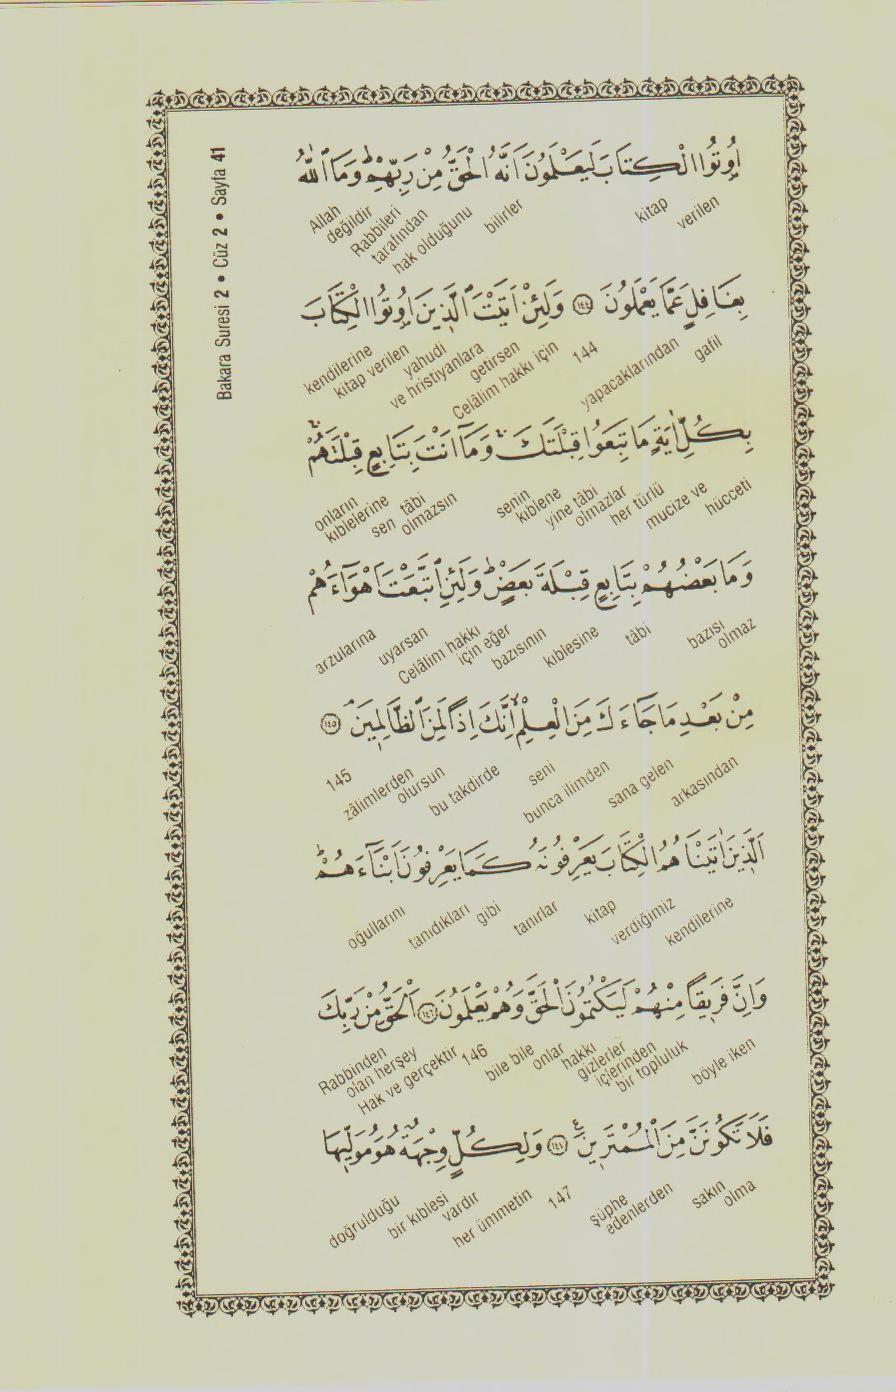 Bakara Suresi 2 • Cüz 2 • Sayfa 41
اُو۫تُوا الْكِتَابَ لَيَعْلَمُونَ اَنَّهُ الْحَقُّ مِنْ رَبِّهِمْۜ وَمَا اللّٰهُ
verilen kitap bilirler hak olduğunu tarafından Rabbileri değildir Allah
بِغَافِلٍ عَمَّا يَعْمَلُونَ ﴿١٤٤﴾ وَلَئِنْ اَتَيْتَ الَّذ۪ينَ اُو۫تُوا الْكِتَابَ
gafil yapacaklarından 144 Celâlim hakkı için getirsen ve hristiyanlara yahudi kitap verilen kendilerine
بِكُلِّ اٰيَةٍ مَا تَبِعُوا قِبْلَتَكَۚ وَمَٓا اَنْتَ بِتَابِعٍ قِبْلَتَهُمْۚ
hücceti mucize ve her türlü olmazlar yine tâbi kıblene senin olmazsın tâbi sen kıblelerine onların
وَمَا بَعْضُهُمْ بِتَابِعٍ قِبْلَةَ بَعْضٍۜ وَلَئِنِ اتَّبَعْتَ اَهْوَٓاءَهُمْ
olmaz bazısı tâbi kıblesine bazısının için eğer Celâlim hakkı uyarsan arzularına
مِنْ بَعْدِ مَا جَٓاءَكَ مِنَ الْعِلْمِۙ اِنَّكَ اِذًا لَمِنَ الظَّالِم۪ينَۢ ﴿١٤٥﴾
arkasından sana gelen bunca ilimden seni bu takdirde olursun zâlimlerden 145
اَلَّذ۪ينَ اٰتَيْنَاهُمُ الْكِتَابَ يَعْرِفُونَهُ كَمَا يَعْرِفُونَ اَبْنَٓاءَهُمْۜ
kendilerine verdiğimiz kitap tanırlar gibi tanıdıkları oğullarını
وَاِنَّ فَر۪يقًا مِنْهُمْ لَيَكْتُمُونَ الْحَقَّ وَهُمْ يَعْلَمُونَ ﴿١٤٦﴾ اَلْحَقُّ مِنْ رَبِّكَ
böyle iken bir topluluk içlerinden gizlerler hakkı onlar bile bile 146 Hak ve gerçektir olan herşey Rabbinden
فَلَا تَكُونَنَّ مِنَ الْمُمْتَر۪ينَ۟ ﴿١٤٧﴾ وَلِكُلٍّ وِجْهَةٌ هُوَ مُوَلّ۪يهَا
olma sakın edenlerden şüphe 147 her ümmetin vardır bir kıblesi doğrulduğu